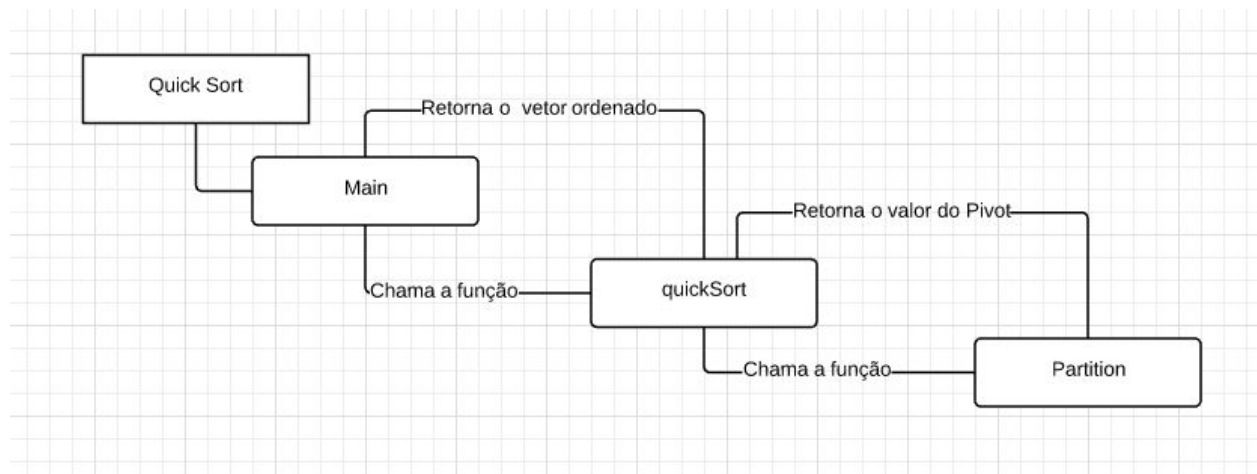 Quick Sort
Retorna o vetor ordenado
Main
Retorna o valor do Pivot
Chama a função
quickSort
Chama a função
Partition